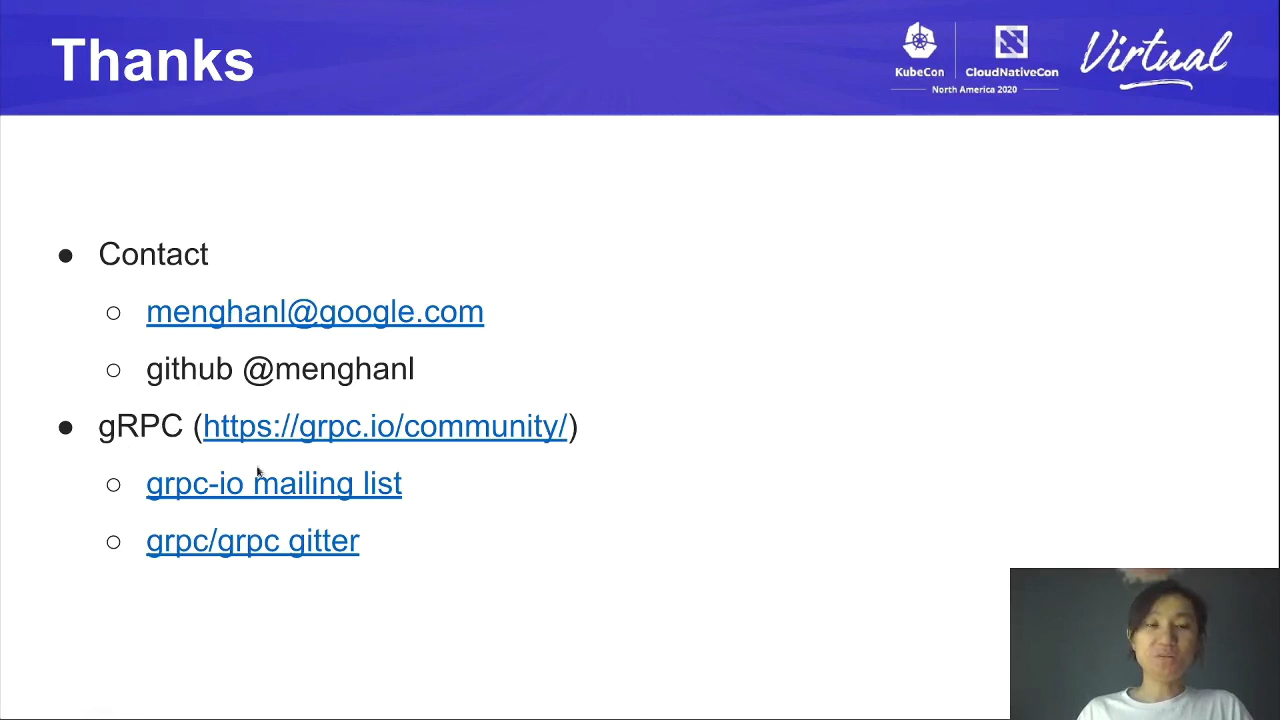 Thanks
KubeCon
CloudNativeCon
North America 2020
Virtual
● Contact
○ menghanl@google.com
○ github @menghanl
● gRPC (https://grpc.io/community/)
○ grpc-io mailing list
○ grpc/grpc gitter